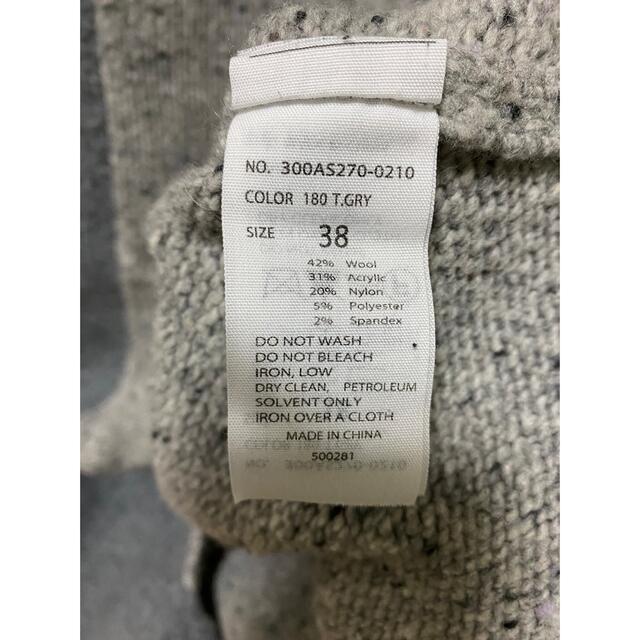 NO. 300AS270-0210
COLOR 180 T.GRY
SIZE 38
42% Wool
31% Acrylic
20% Nylon
5% Polyester
2% Spandex
DO NOT WASH
DO NOT BLEACH
IRON, LOW
DRY CLEAN, PETROLEUM
SOLVENT ONLY
IRON OVER A CLOTH
MADE IN CHINA
500281